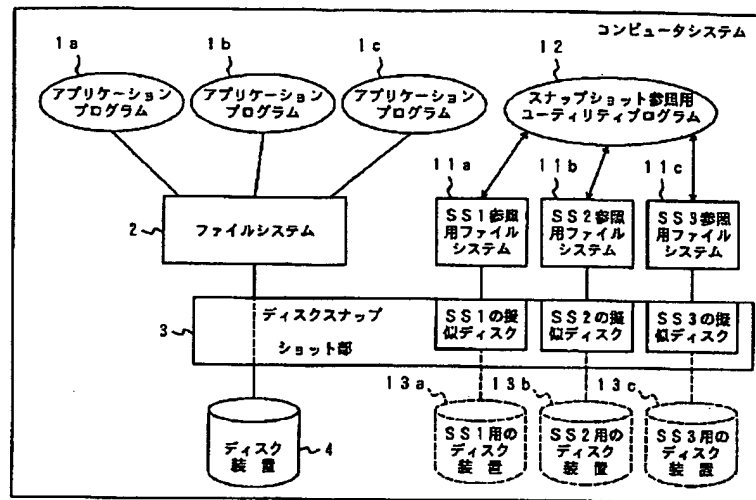 コンピュータシステム
1a
1b
1c
12
アプリケーション
プログラム
アプリケーション
プログラム
アプリケーション
プログラム
スナップショット参照用
ユーティリティプログラム
11a
11b
11c
2
ファイルシステム
SS1参照
用ファイル
システム
SS2参照
用ファイル
システム
SS3参照
用ファイル
システム
3
ディスクスナップ
ショット部
SS1の擬
似ディスク
SS2の擬
似ディスク
SS3の擬
似ディスク
13a
13b
13c
ディスク
装置
4
SS1用の
ディスク
装置
SS2用の
ディスク
装置
SS3用の
ディスク
装置